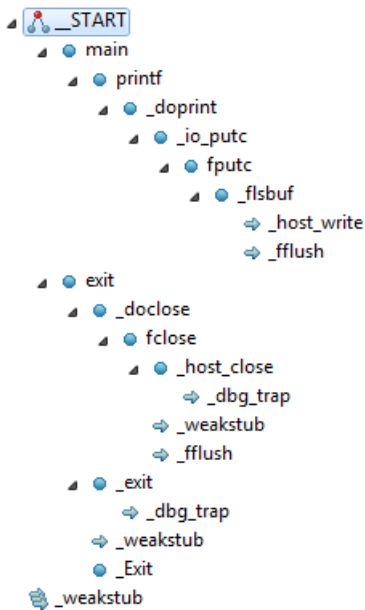 __START
main
printf
_doprint
_io_putc
fputc
_flsbuf
_host_write
_fflush
exit
_doclose
fclose
_host_close
_dbg_trap
_weakstub
_fflush
_exit
_dbg_trap
_weakstub
_Exit
_weakstub